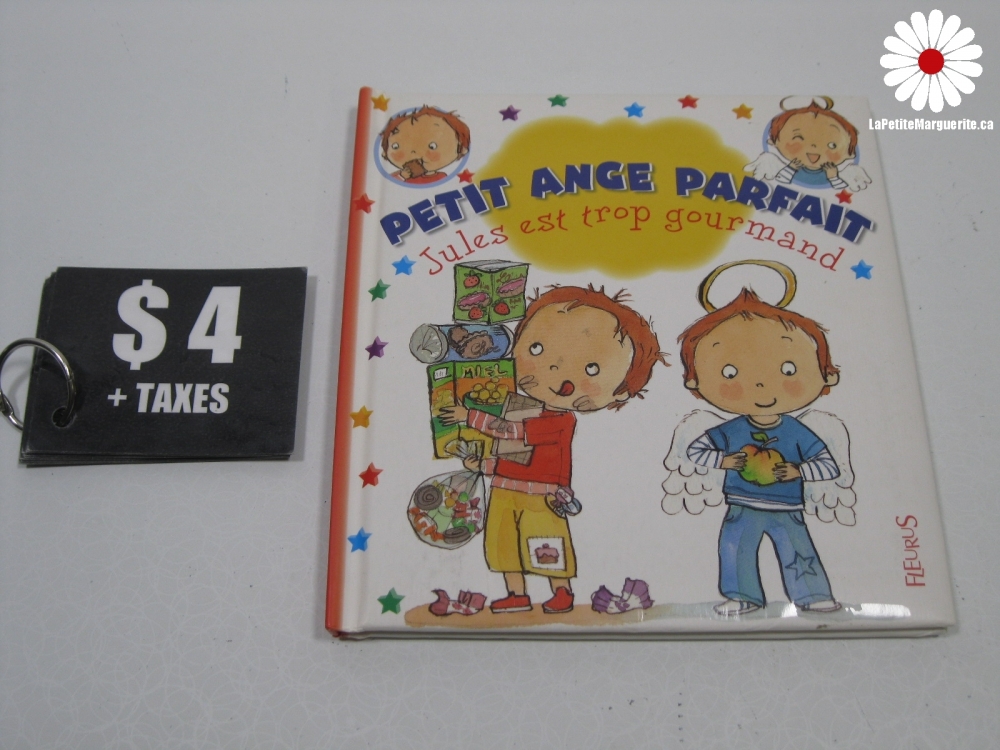 LaPetiteMarguerite.ca
PETIT ANGE PARFAIT
Jules est trop gourmand
$ 4
+ TAXES
MIEL
FLEURUS